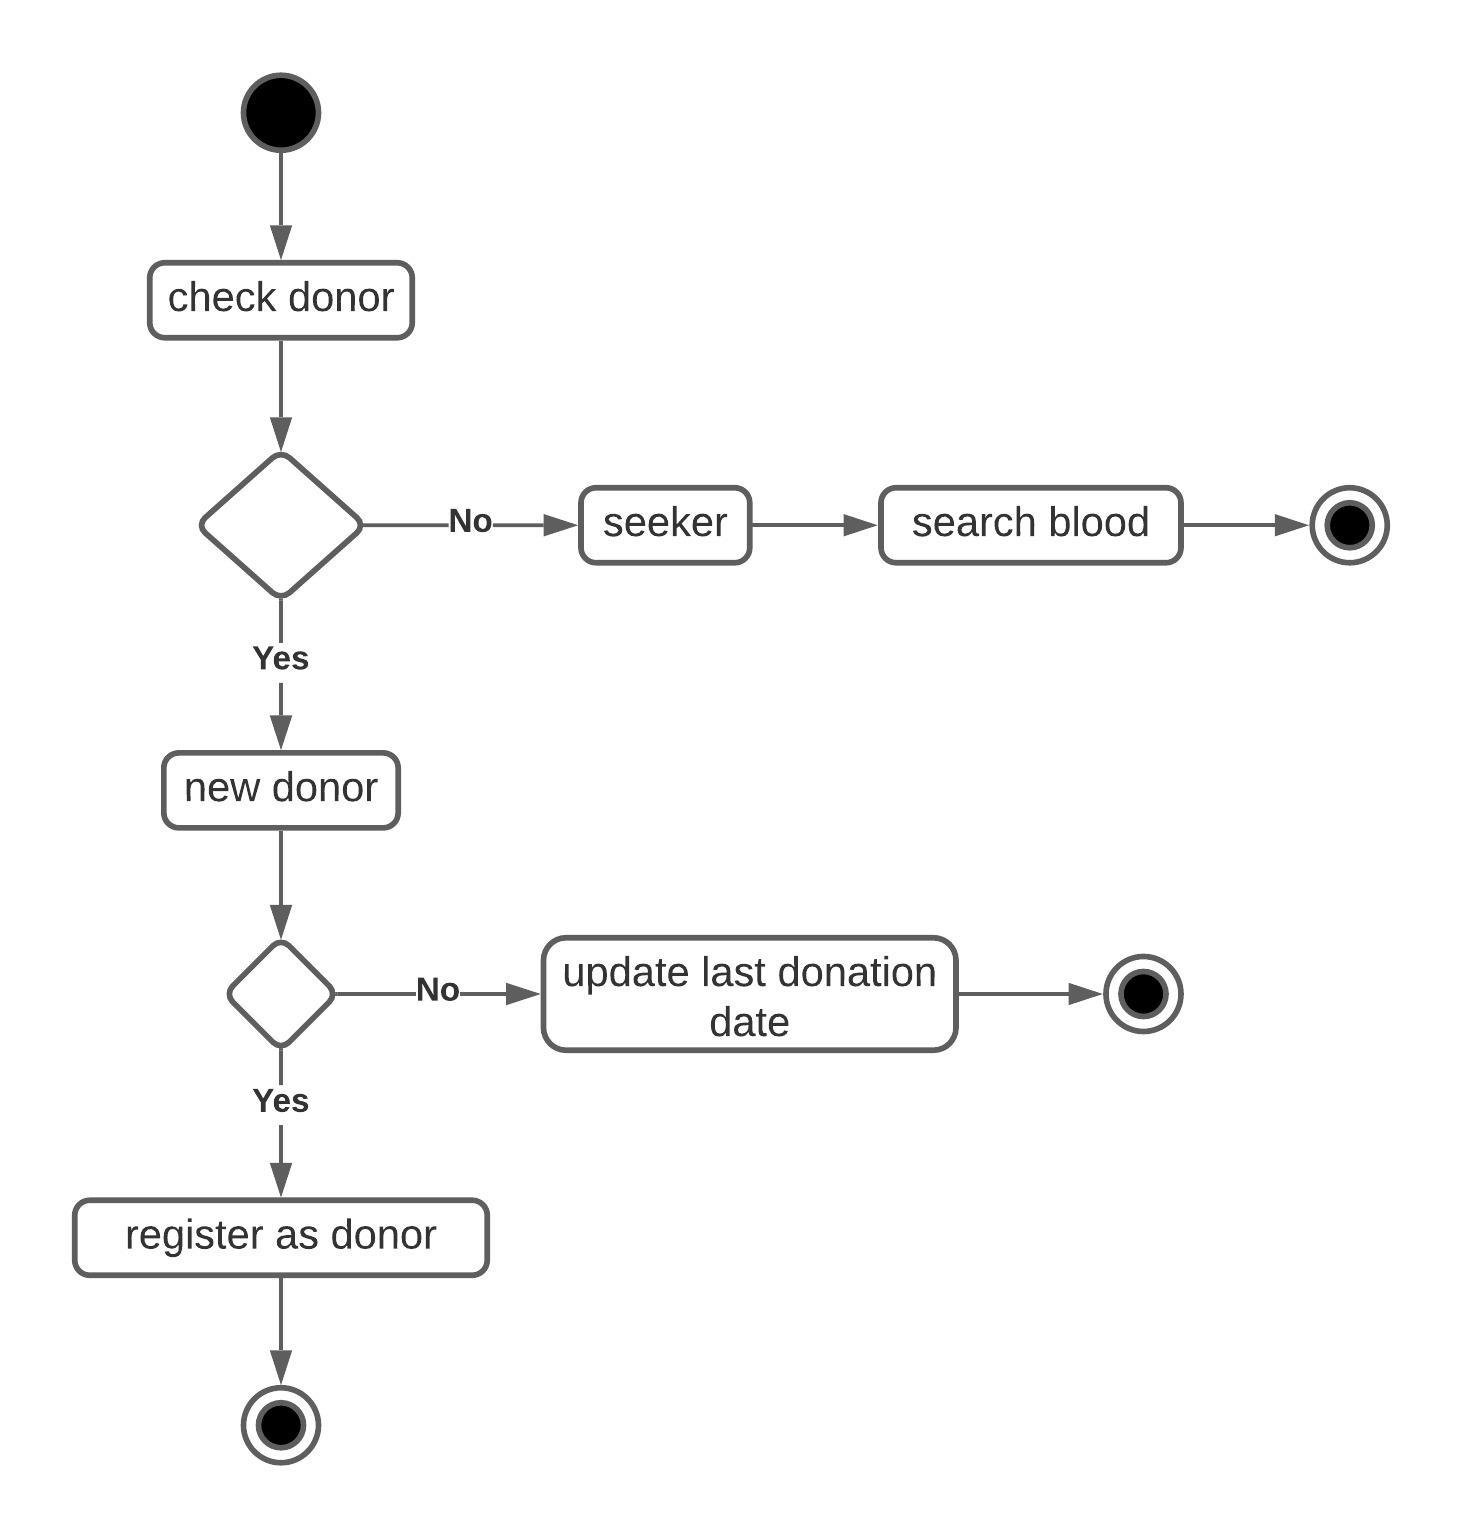 check donor
No
seeker
search blood
Yes
new donor
No
update last donation
date
Yes
register as donor